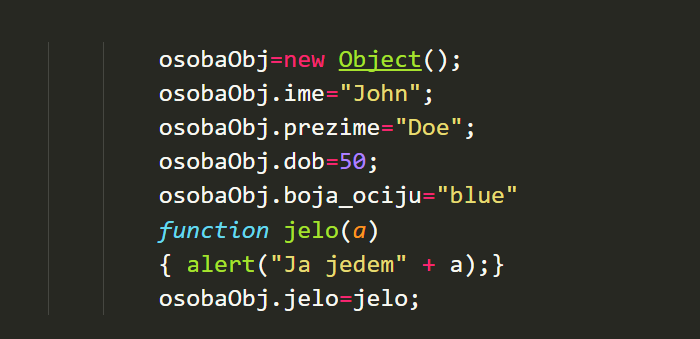 osobaObj=new Object();
osobaObj.ime="John";
osobaObj.prezime="Doe";
osobaObj.dob=50;
osobaObj.boja_ociju="blue"
function jelo(a)
{ alert("Ja jedem" + a);}
osobaObj.jelo=jelo;